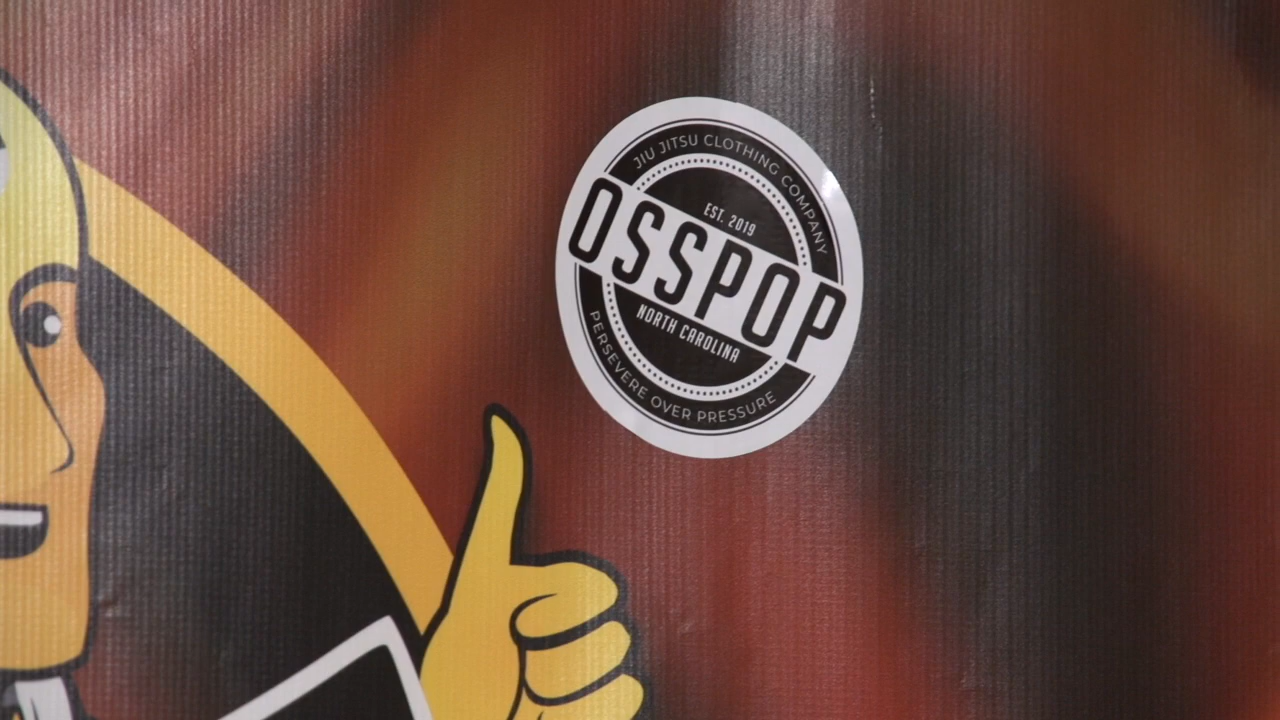 JIU JITSU CLOTHING COMPANY
EST. 2019
OSSPOP
NORTH CAROLINA
PERSEVERE OVER PRESSURE